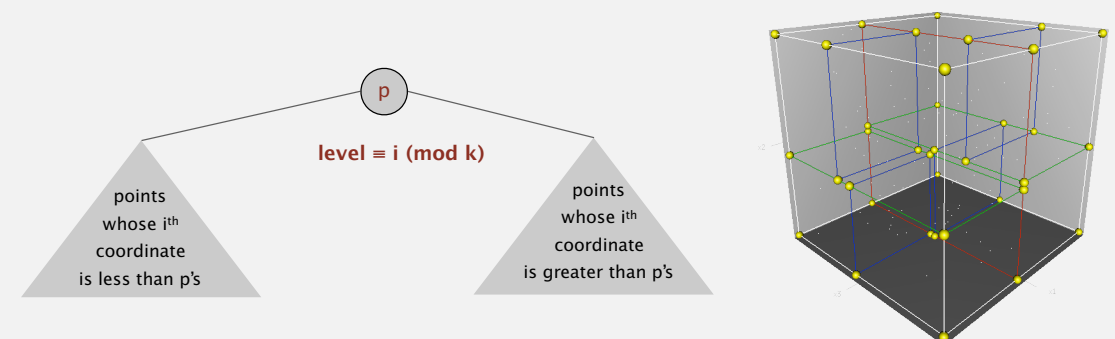 p
level ≡ i (mod k)
points
whose iᵗʰ
coordinate
is less than p's
points
whose iᵗʰ
coordinate
is greater than p's